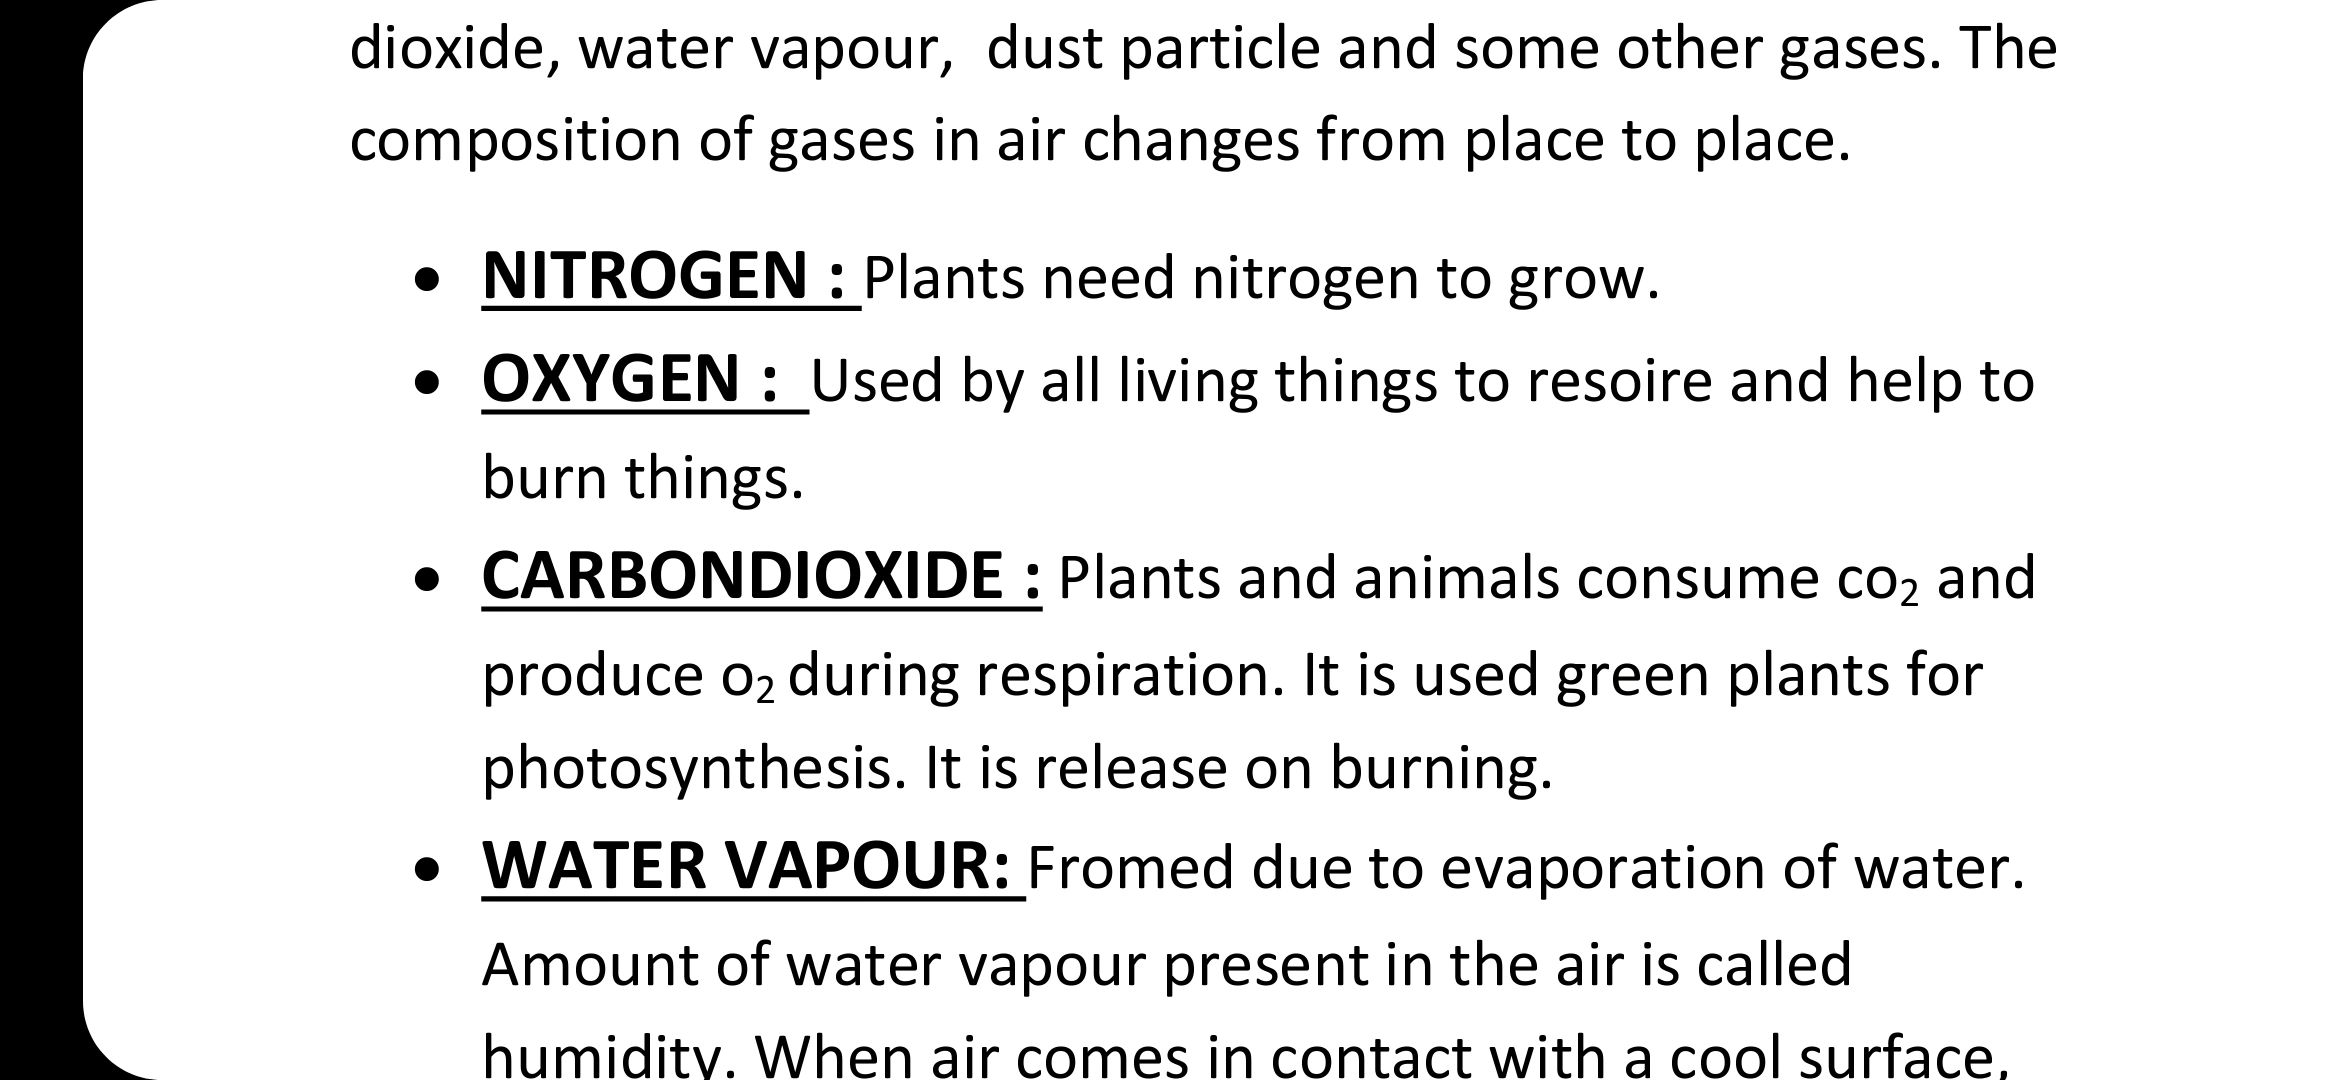 dioxide, water vapour,  dust particle and some other gases. The
composition of gases in air changes from place to place.
• NITROGEN : Plants need nitrogen to grow.
• OXYGEN :  Used by all living things to resoire and help to
burn things.
• CARBONDIOXIDE : Plants and animals consume co₂ and
produce o₂ during respiration. It is used green plants for
photosynthesis. It is release on burning.
• WATER VAPOUR: Fromed due to evaporation of water.
Amount of water vapour present in the air is called
humidity. When air comes in contact with a cool surface,